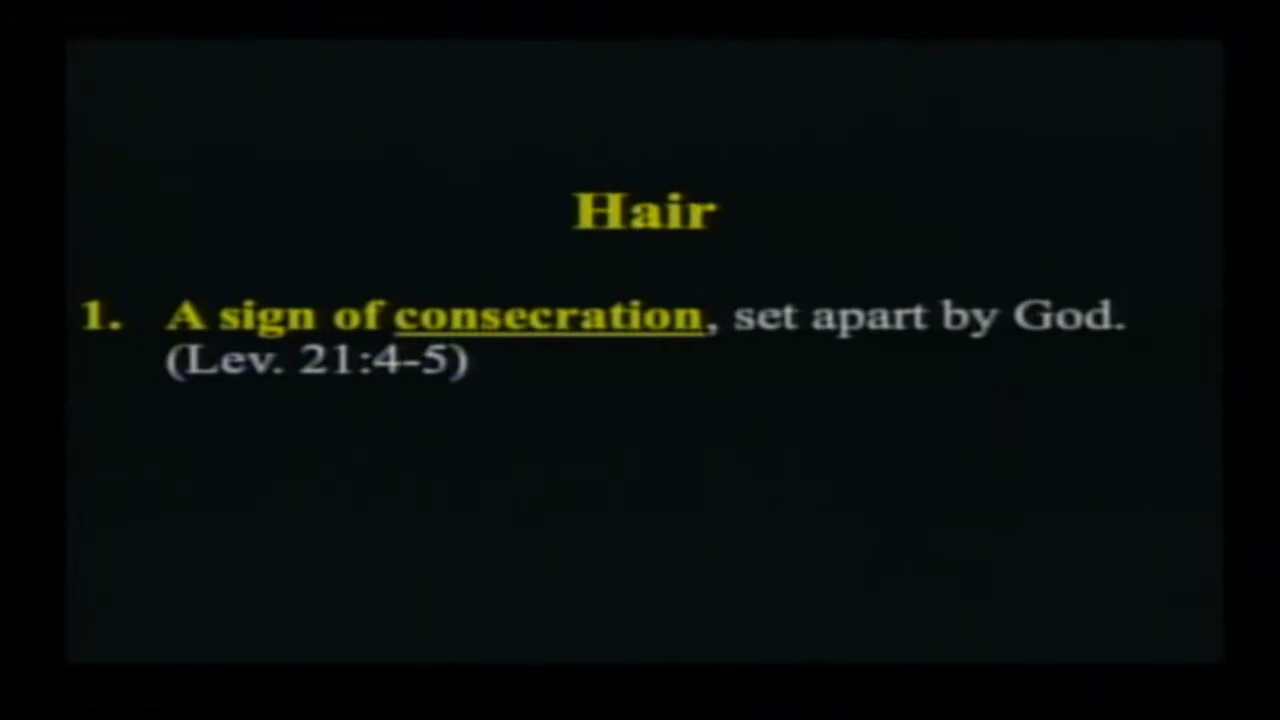 Hair
1. A sign of consecration, set apart by God.
(Lev. 21:4-5)